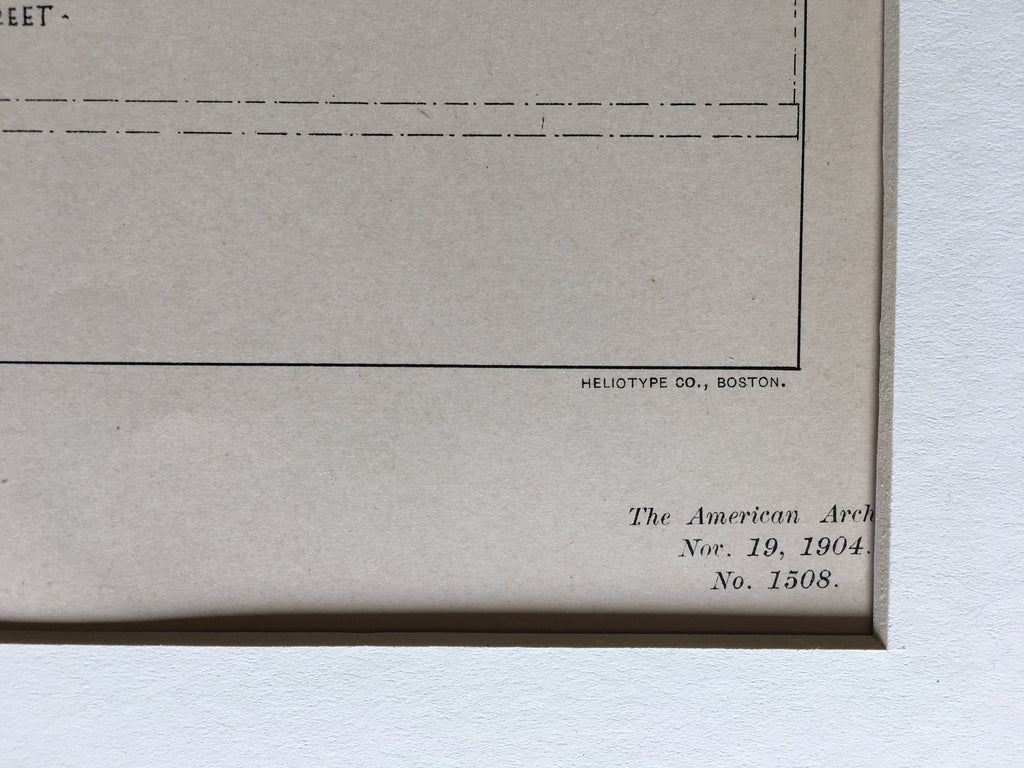 REET -
HELIOTYPE CO., BOSTON.
The American Arch
Nov. 19, 1904.
No. 1508.